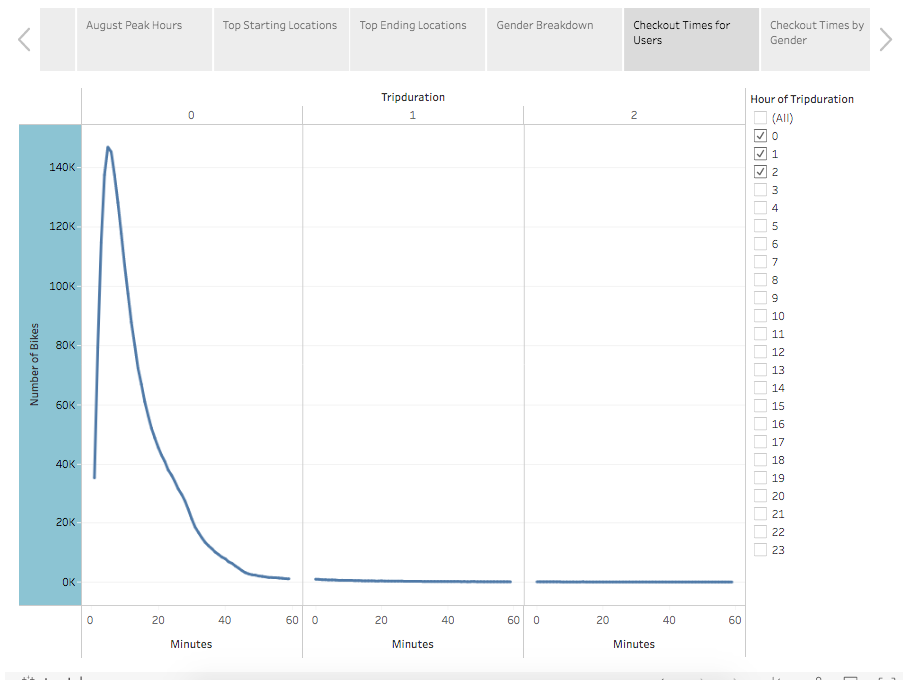 August Peak Hours
Top Starting Locations
Top Ending Locations
Gender Breakdown
Checkout Times for
Users
Checkout Times by
Gender
Tripduration
0
1
2
Number of Bikes
140K
120K
100K
80K
60K
40K
20K
0K
0
20
40
60
0
20
40
60
0
20
40
60
Minutes
Minutes
Minutes
Hour of Tripduration
(All)
0
1
2
3
4
5
6
7
8
9
10
11
12
13
14
15
16
17
18
19
20
21
22
23